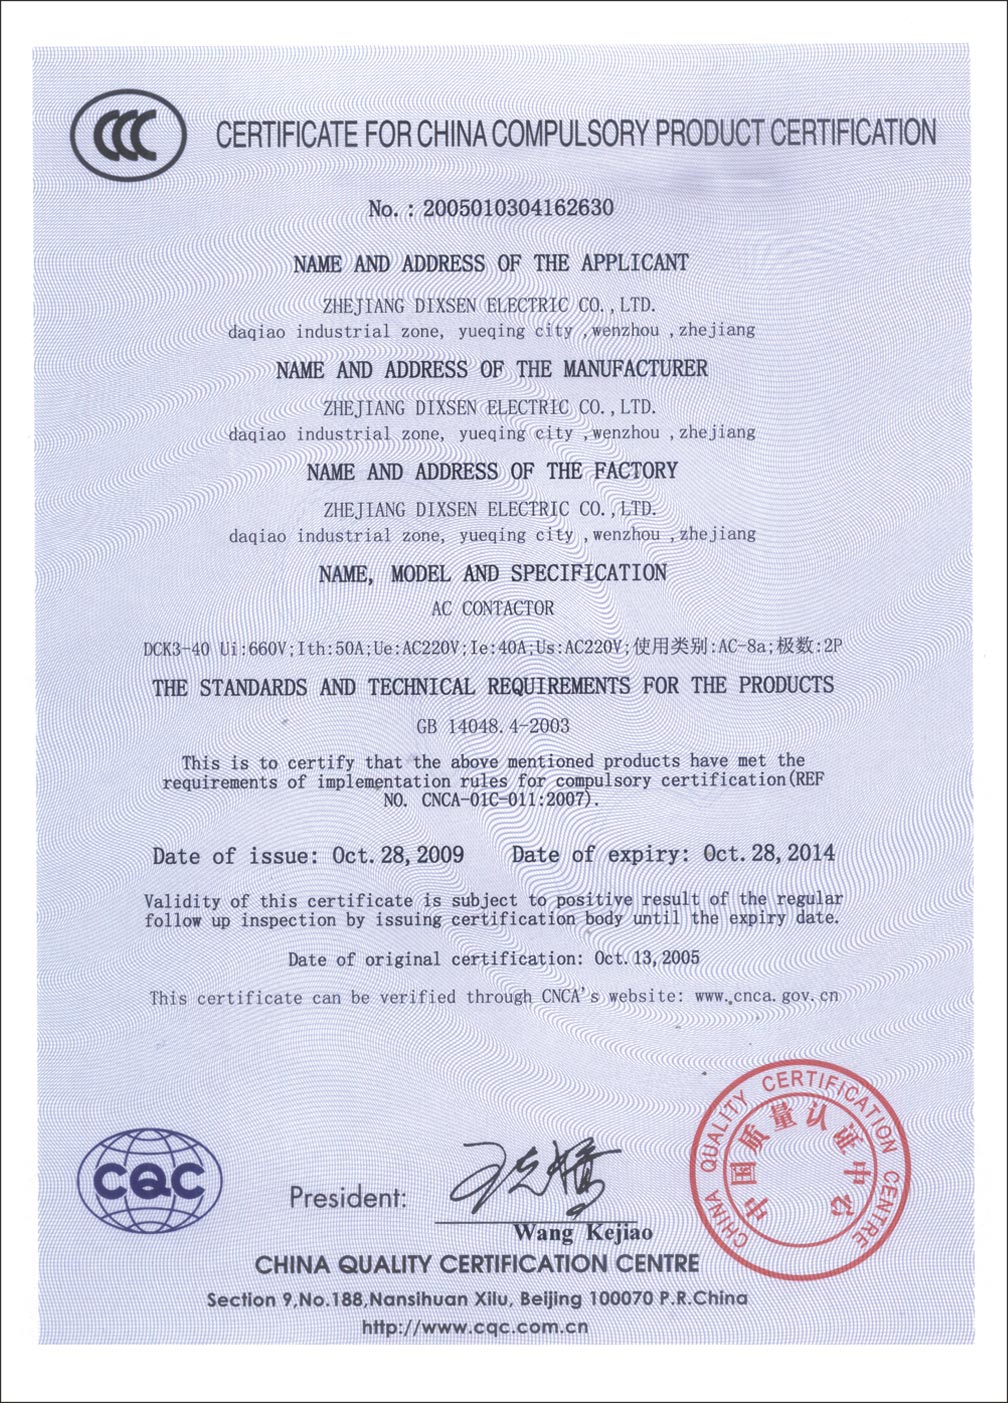 CCC
CERTIFICATE FOR CHINA COMPULSORY PRODUCT CERTIFICATION
No.: 2005010304162630
NAME AND ADDRESS OF THE APPLICANT
ZHEJIANG DIXSEN ELECTRIC CO.,LTD.
daqiao industrial zone, yueqing city ,wenzhou ,zhejiang
NAME AND ADDRESS OF THE MANUFACTURER
ZHEJIANG DIXSEN ELECTRIC CO.,LTD.
daqiao industrial zone, yueqing city ,wenzhou ,zhejiang
NAME AND ADDRESS OF THE FACTORY
ZHEJIANG DIXSEN ELECTRIC CO.,LTD.
daqiao industrial zone, yueqing city ,wenzhou ,zhejiang
NAME, MODEL AND SPECIFICATION
AC CONTACTOR
DCK3-40 Ui:660V;Ith:50A;Ue:AC220V;Ie:40A;Us:AC220V;使用类别:AC-8a;极数:2P
THE STANDARDS AND TECHNICAL REQUIREMENTS FOR THE PRODUCTS
GB 14048.4-2003
This is to certify that the above mentioned products have met the
requirements of implementation rules for compulsory certification(REF
NO. CNCA-01C-011:2007).
Date of issue: Oct.28,2009 Date of expiry: Oct.28,2014
Validity of this certificate is subject to positive result of the regular
follow up inspection by issuing certification body until the expiry date.
Date of original certification: Oct.13,2005
This certificate can be verified through CNCA's website: www.cnca.gov.cn
CHINA QUALITY CERTIFICATION CENTRE
中国质量认证中心
CQC
President:
Wang Kejiao
CHINA QUALITY CERTIFICATION CENTRE
Section 9,No.188,Nansihuan Xilu, Beijing 100070 P.R.China
http://www.cqc.com.cn